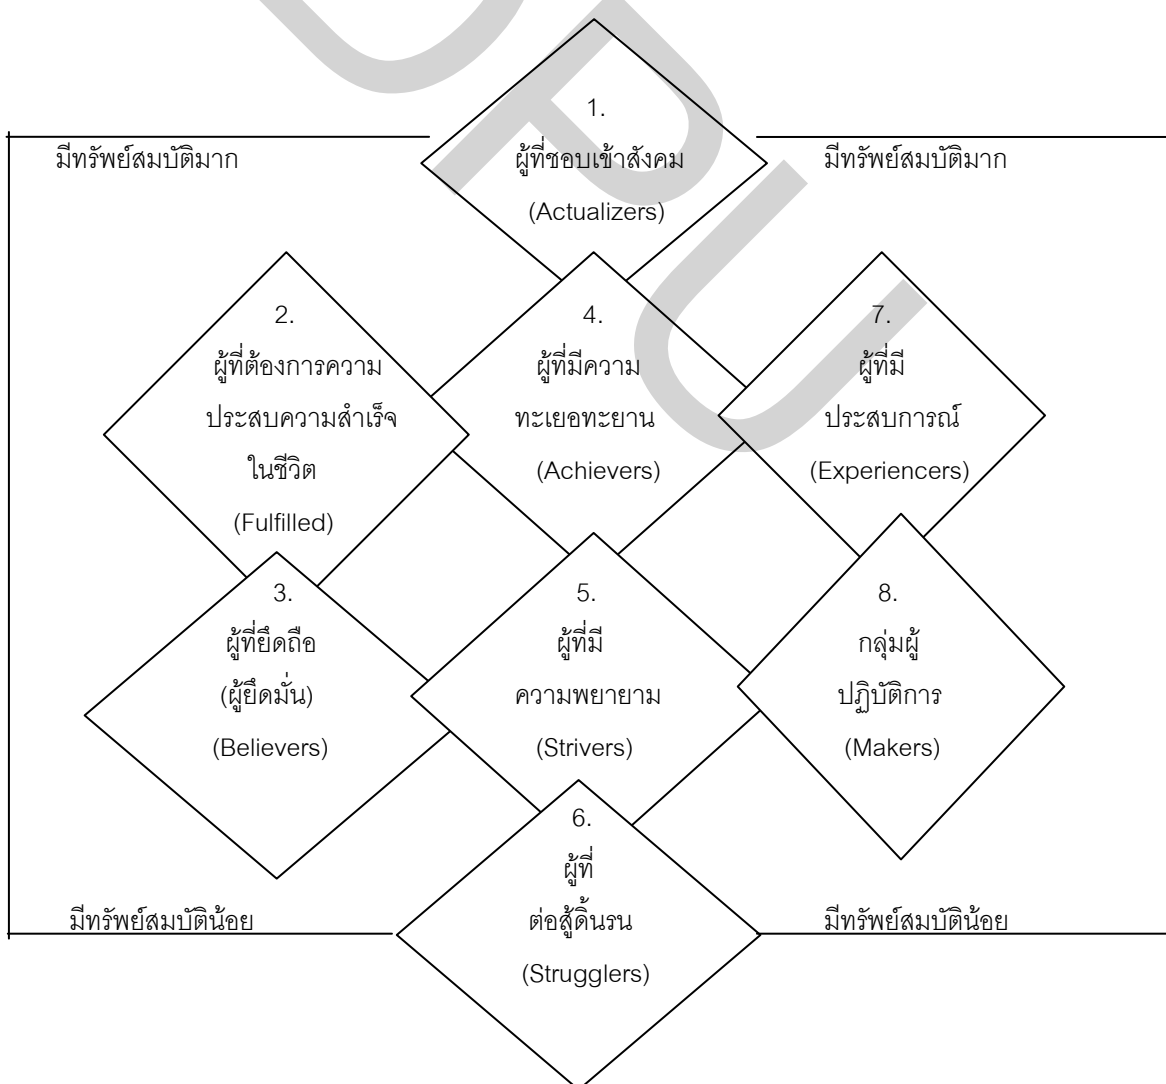 1.
ผู้ที่ชอบเข้าสังคม
(Actualizers)
มีทรัพย์สมบัติมาก
มีทรัพย์สมบัติมาก
2.
ผู้ที่ต้องการความ
ประสบความสำเร็จ
ในชีวิต
(Fulfilled)
4.
ผู้ที่มีความ
ทะเยอทะยาน
(Achievers)
7.
ผู้ที่มี
ประสบการณ์
(Experiencers)
3.
ผู้ที่ยึดถือ
(ผู้ยึดมั่น)
(Believers)
5.
ผู้ที่มี
ความพยายาม
(Strivers)
8.
กลุ่มผู้
ปฏิบัติการ
(Makers)
6.
ผู้ที่
ต่อสู้ดิ้นรน
(Strugglers)
มีทรัพย์สมบัติน้อย
มีทรัพย์สมบัติน้อย
DPU